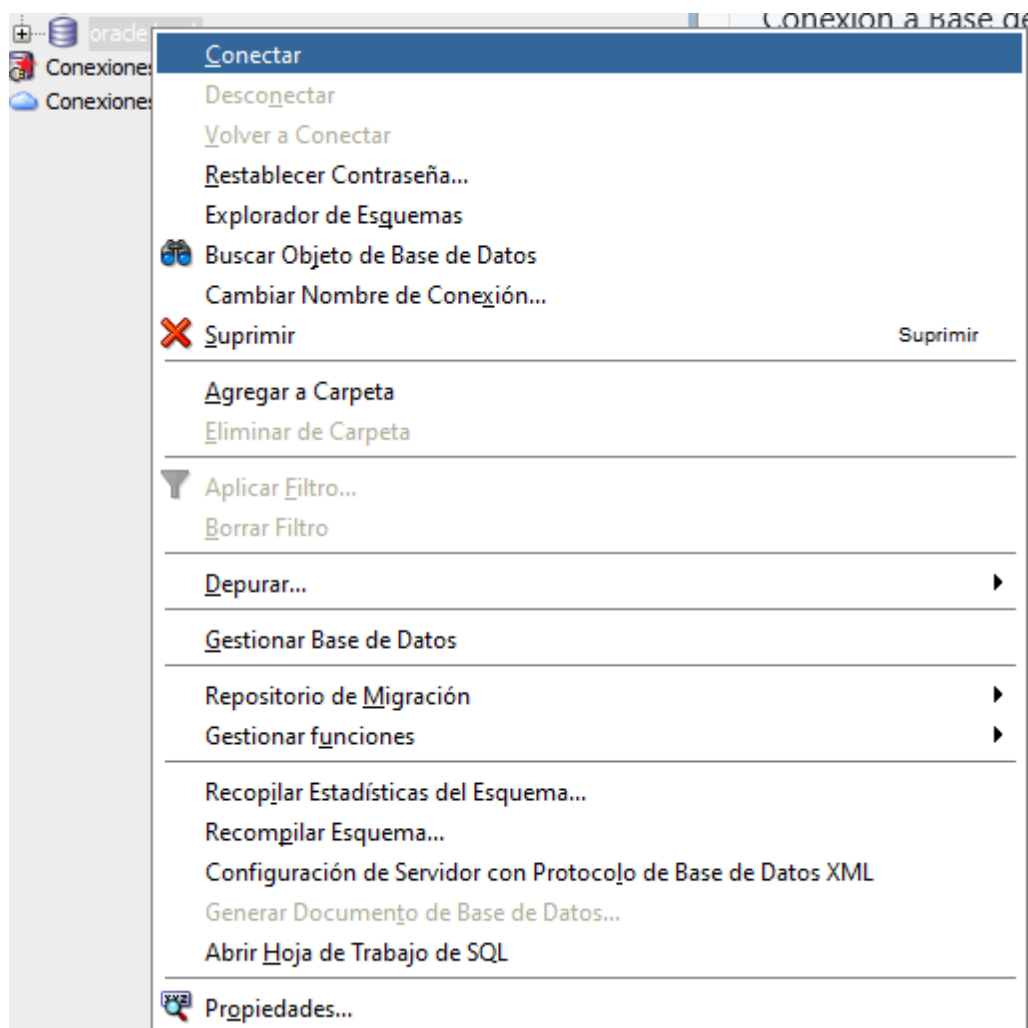 Conexión a Base de
oracle
Conexiones
Conexiones
Conectar
Desconectar
Volver a Conectar
Restablecer Contraseña...
Explorador de Esquemas
Buscar Objeto de Base de Datos
Cambiar Nombre de Conexión...
Suprimir Suprimir
Agregar a Carpeta
Eliminar de Carpeta
Aplicar Filtro...
Borrar Filtro
Depurar...
Gestionar Base de Datos
Repositorio de Migración
Gestionar funciones
Recopilar Estadísticas del Esquema...
Recompilar Esquema...
Configuración de Servidor con Protocolo de Base de Datos XML
Generar Documento de Base de Datos...
Abrir Hoja de Trabajo de SQL
Propiedades...